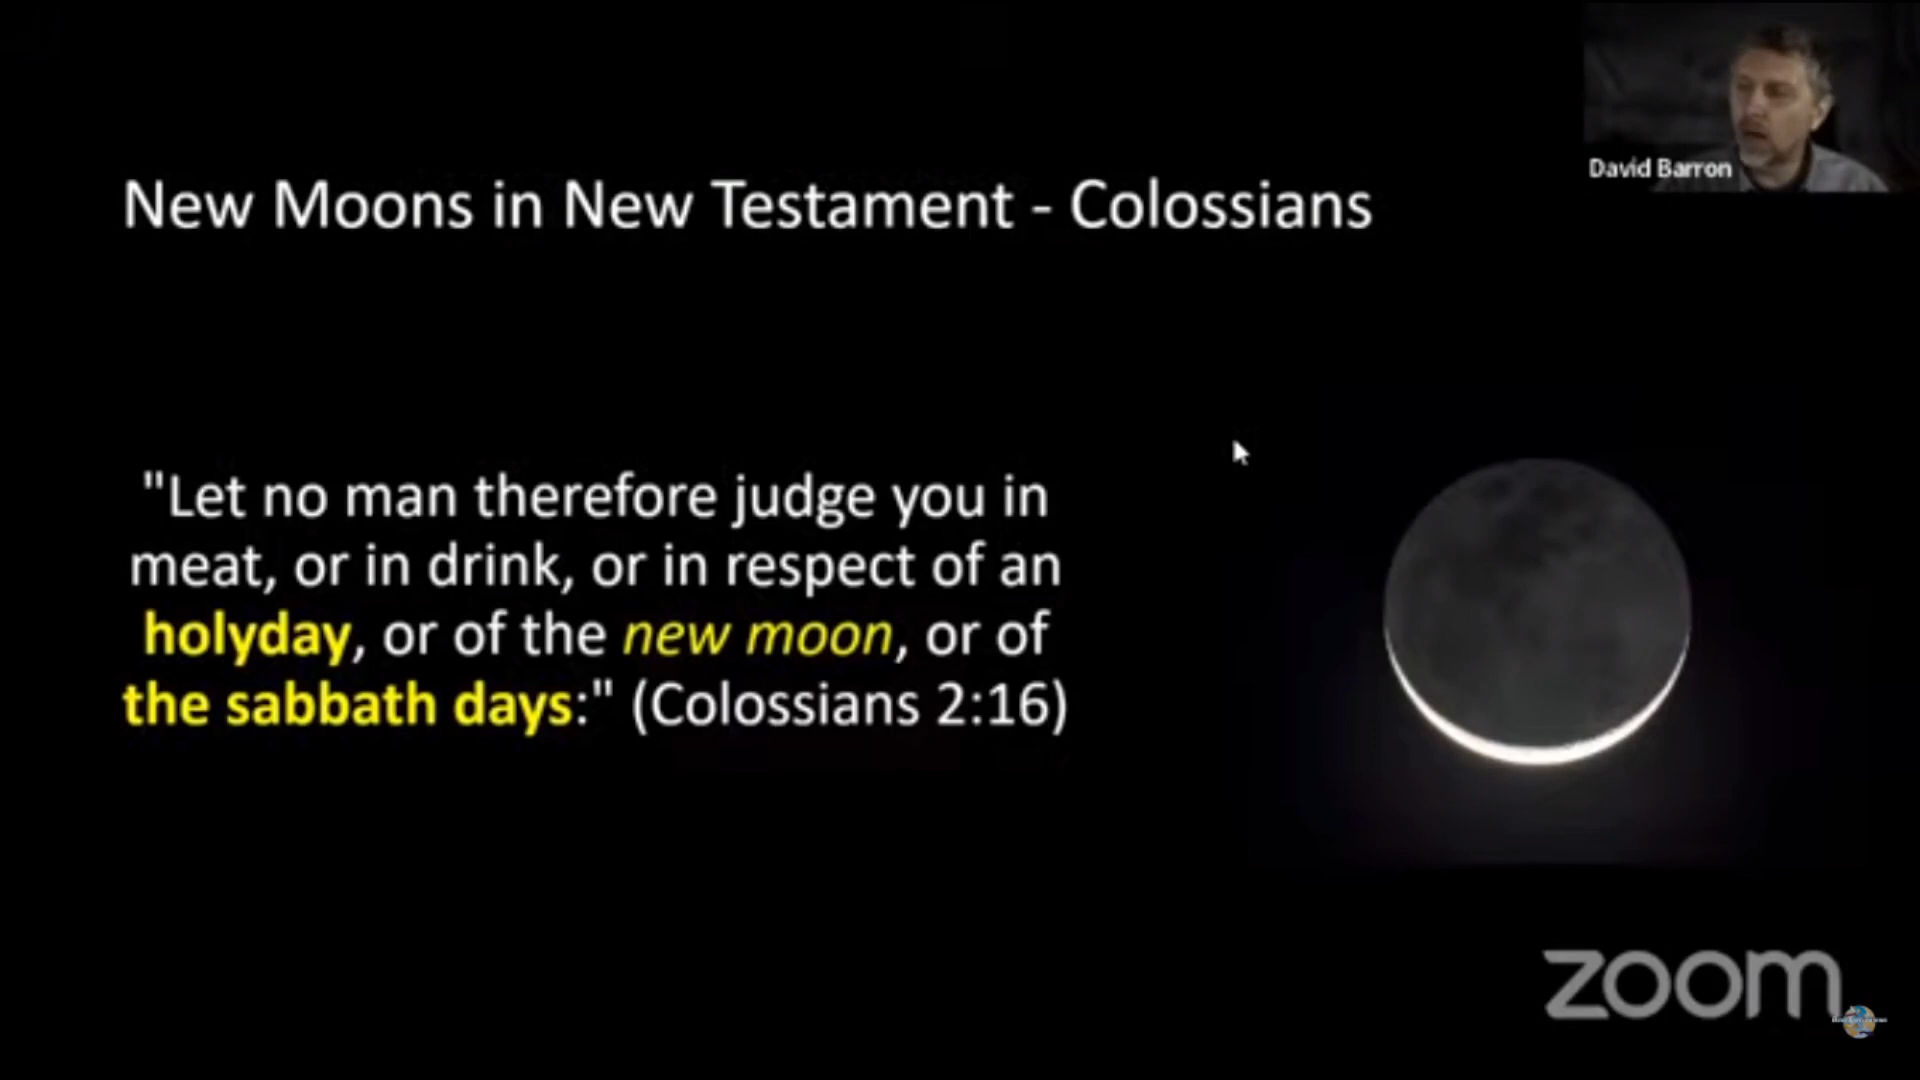 David Barron
New Moons in New Testament - Colossians
"Let no man therefore judge you in
meat, or in drink, or in respect of an
holyday, or of the new moon, or of
the sabbath days:" (Colossians 2:16)
zoom